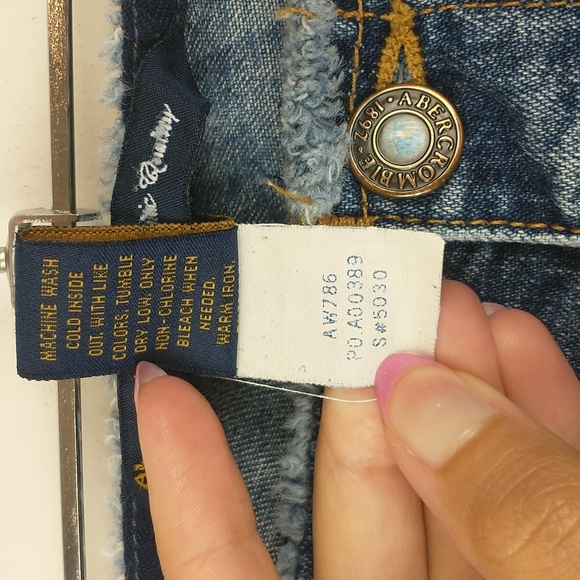 MACHINE WASH
COLD INSIDE
OUT. WITH LIKE
COLORS. TUMBLE
DRY LOW. ONLY
NON-CHLORINE
BLEACH WHEN
NEEDED.
WARM IRON.
AW786
PO.A00389
S#5030
ABERCROMBIE • 1892 •
Quality